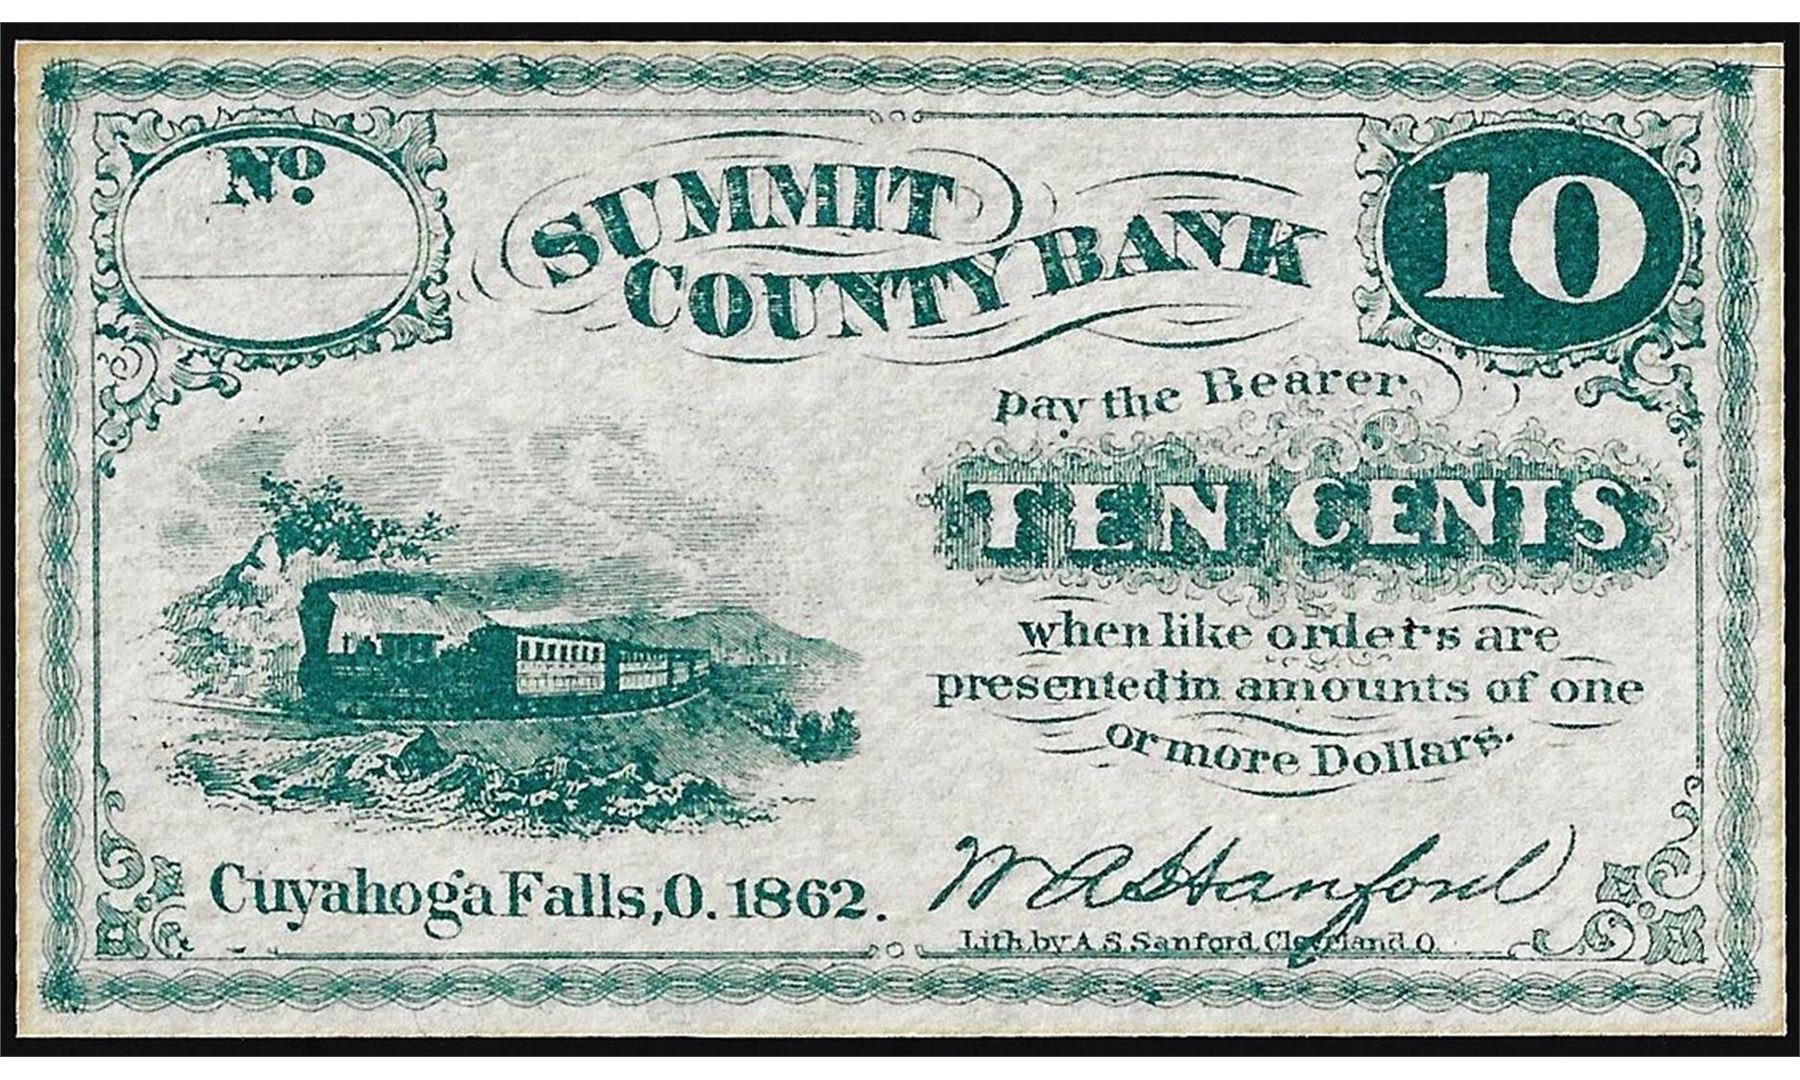 No.
SUMMIT
COUNTY BANK
10
pay the Bearer,
TEN CENTS
when like orders are
presented in amounts of one
or more Dollars.
Cuyahoga Falls, O. 1862.
W A Hanford
Lith. by A. S. Sanford, Cleveland. O.